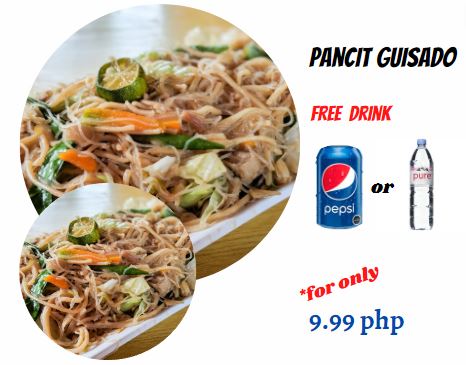 PANCIT GUISADO
FREE DRINK
pepsi
or
pure
*for only
9.99 php